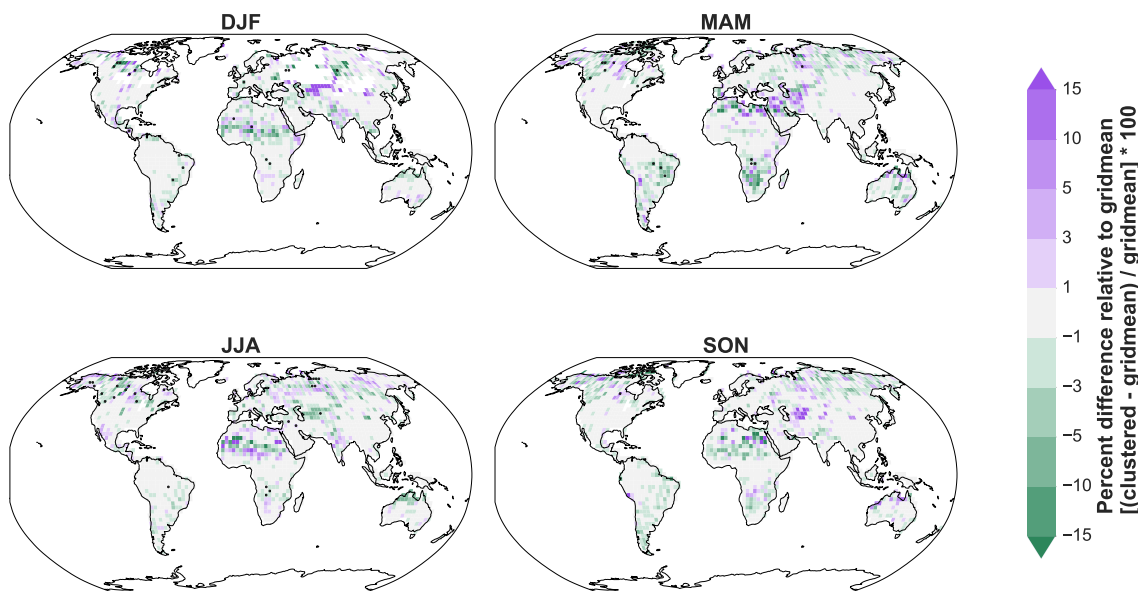 DJF
MAM
JJA
SON
15
10
5
3
1
−1
−3
−5
−10
−15
Percent difference relative to gridmean
[(clustered - gridmean) / gridmean] * 100